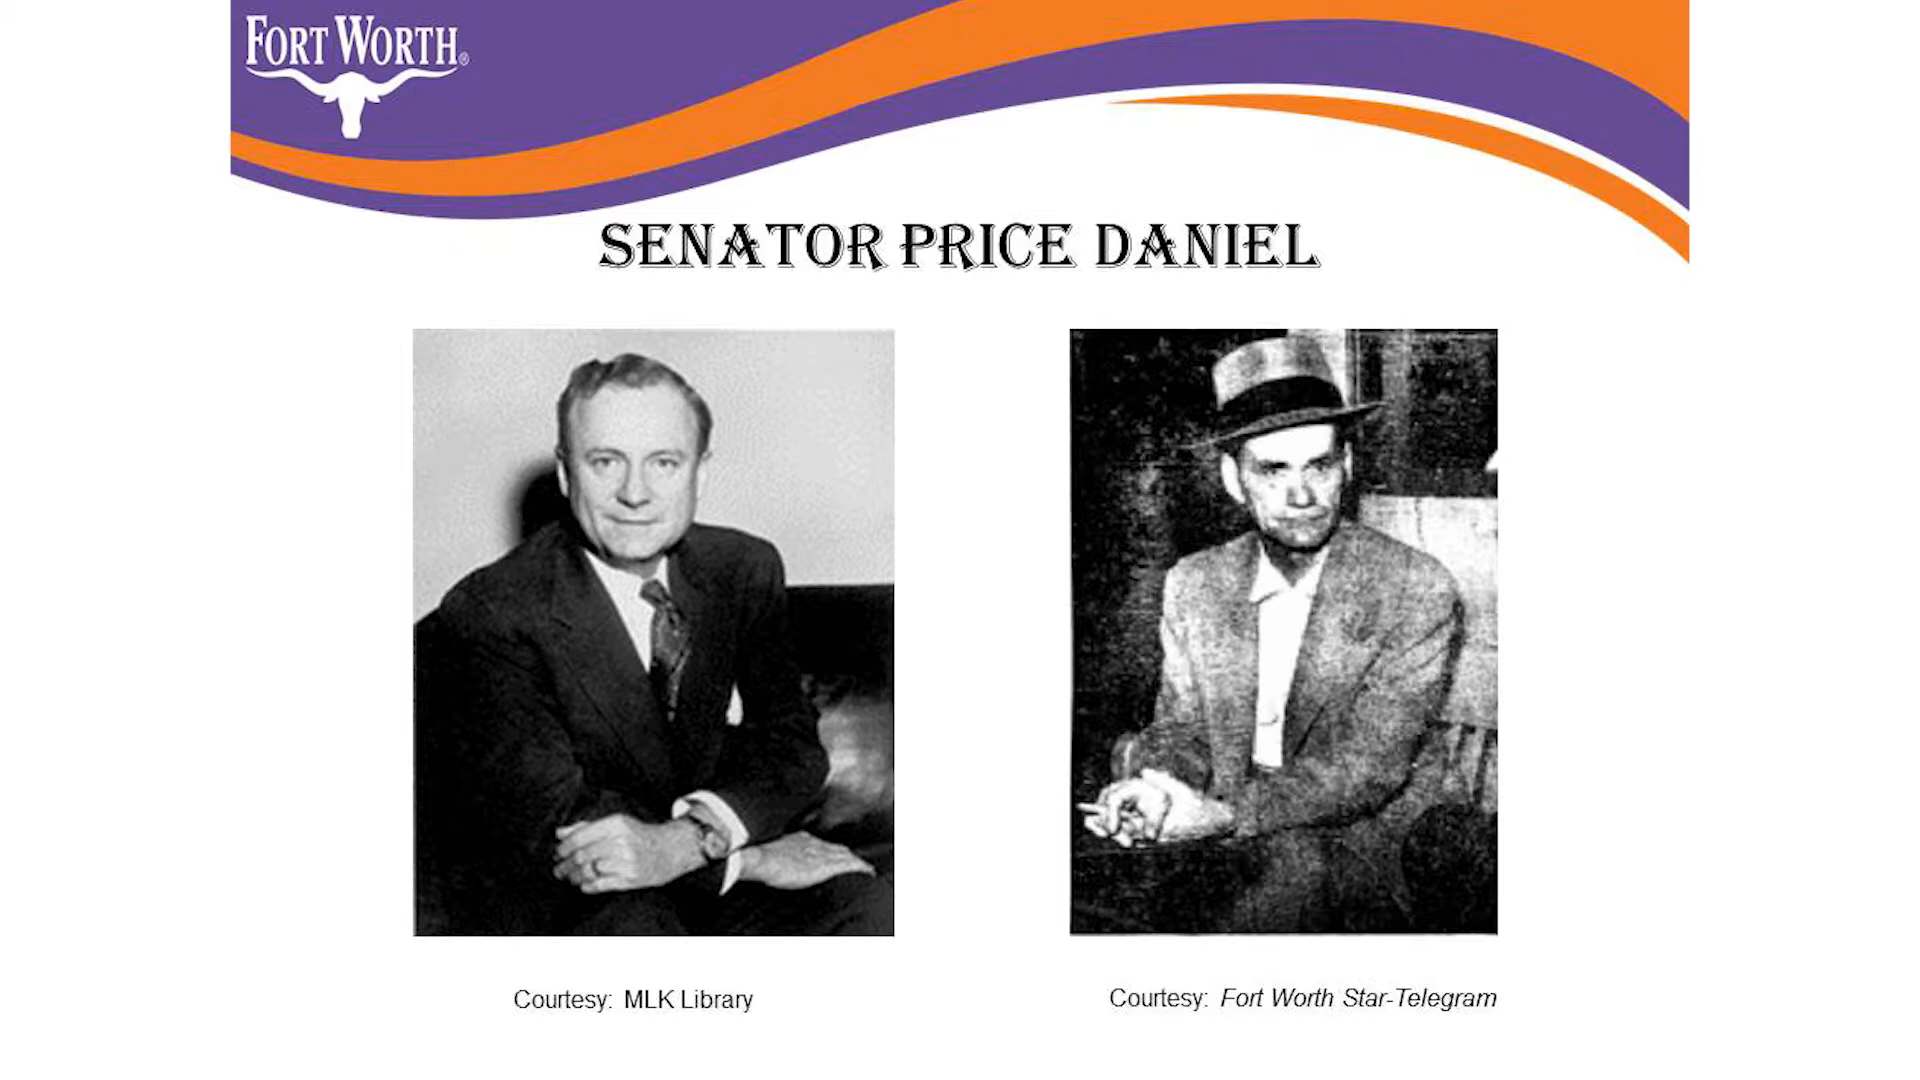 FORT WORTH®
SENATOR PRICE DANIEL
Courtesy: MLK Library
Courtesy: Fort Worth Star-Telegram